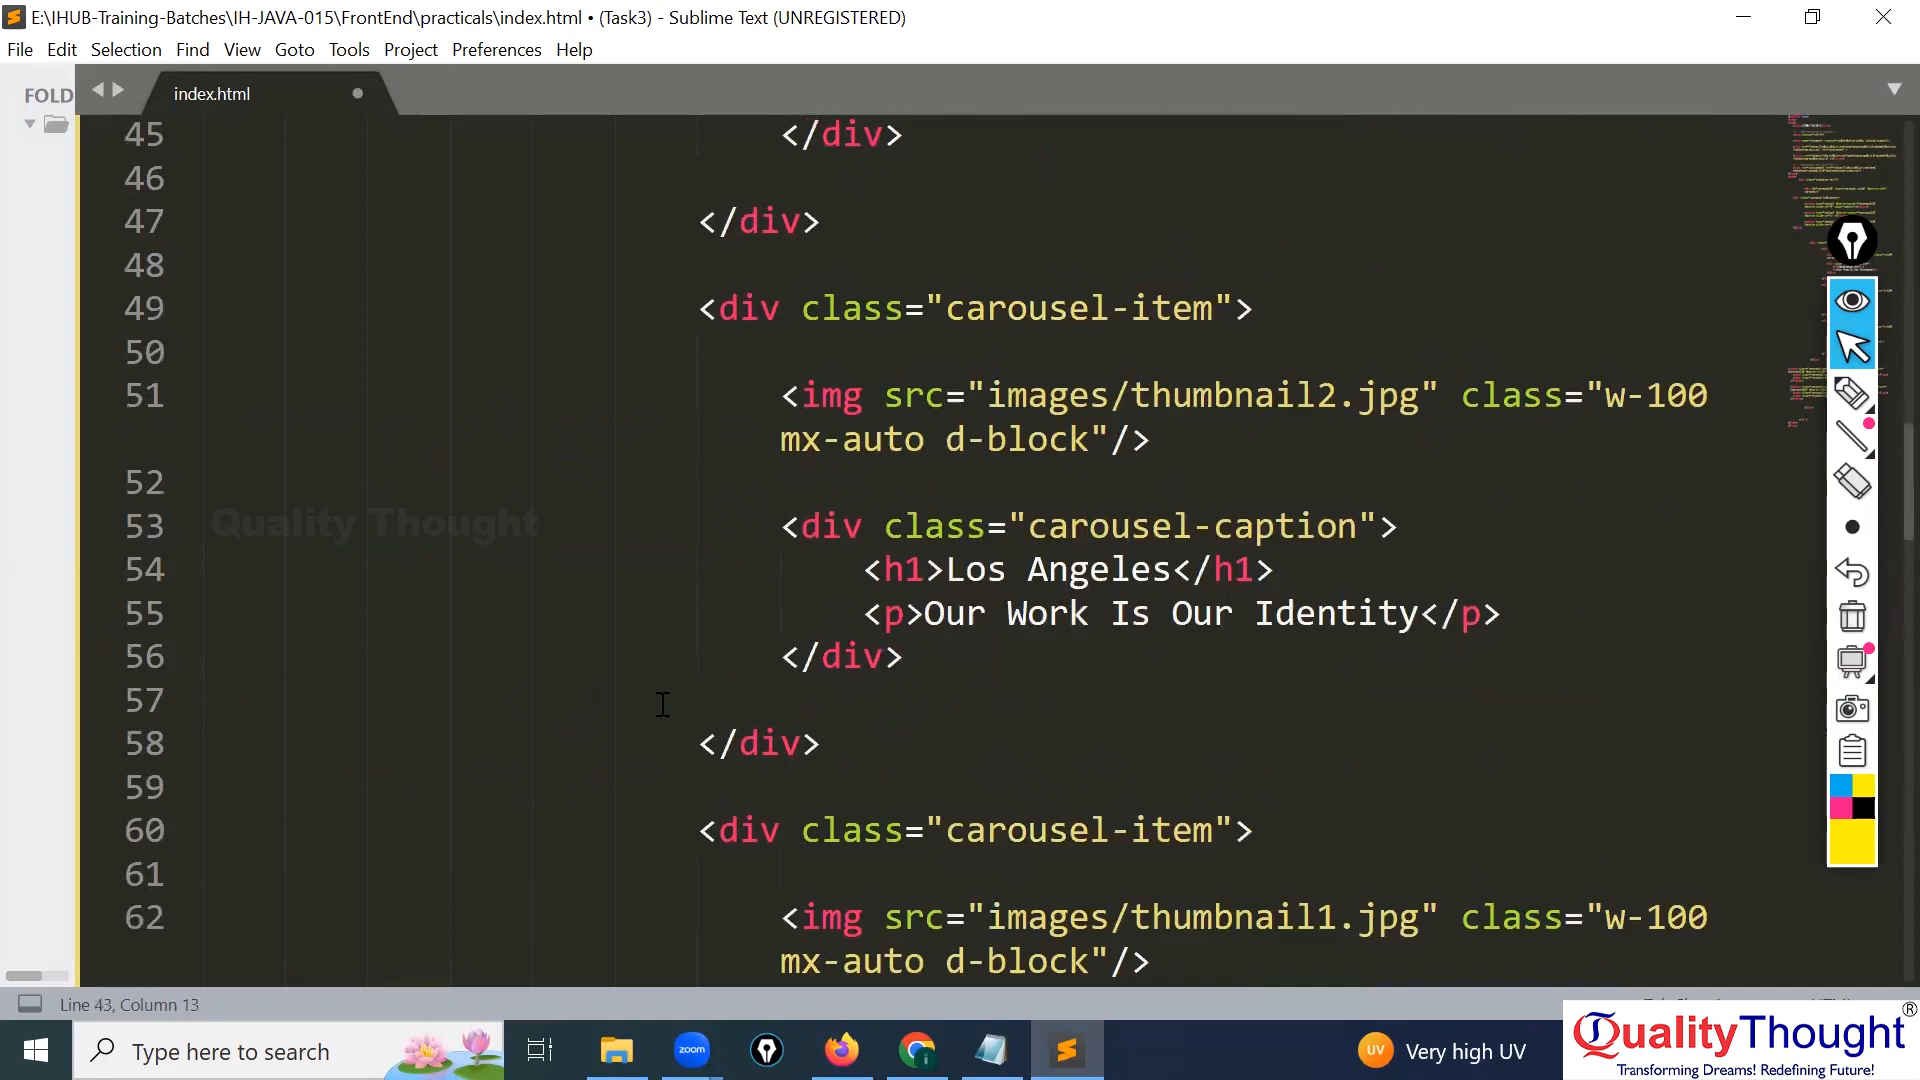 E:\IHUB-Training-Batches\IH-JAVA-015\FrontEnd\practicals\index.html • (Task3) - Sublime Text (UNREGISTERED)
File Edit Selection Find View Goto Tools Project Preferences Help
FOLD
index.html
45 </div>
46
47 </div>
48
49 <div class="carousel-item">
50
51 <img src="images/thumbnail2.jpg" class="w-100
mx-auto d-block"/>
52
53 <div class="carousel-caption">
54 <h1>Los Angeles</h1>
55 <p>Our Work Is Our Identity</p>
56 </div>
57
58 </div>
59
60 <div class="carousel-item">
61
62 <img src="images/thumbnail1.jpg" class="w-100
mx-auto d-block"/>
Quality Thought
Line 43, Column 13
Type here to search
zoom
UV Very high UV
QualityThought®
Transforming Dreams! Redefining Future!